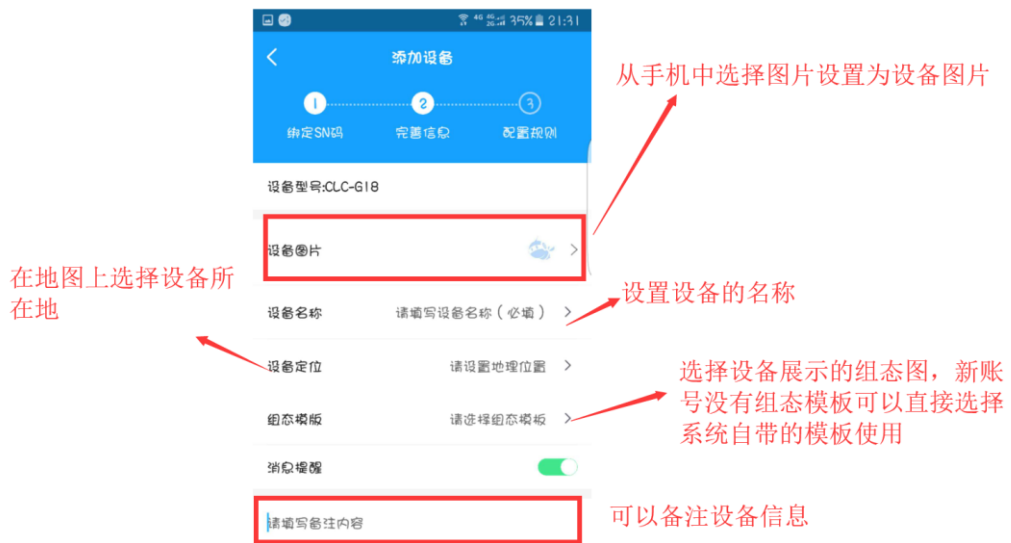 4G 4G 2G 35% 21:31
添加设备
1 2 3
绑定SN码 完善信息 配置规则
从手机中选择图片设置为设备图片
设备型号:CLC-G18
设备图片
在地图上选择设备所
在地
设备名称 请填写设备名称（必填）
设置设备的名称
设备定位 请设置地理位置
选择设备展示的组态图，新账
号没有组态模板可以直接选择
系统自带的模板使用
组态模版 请选择组态模板
消息提醒
请填写备注内容
可以备注设备信息